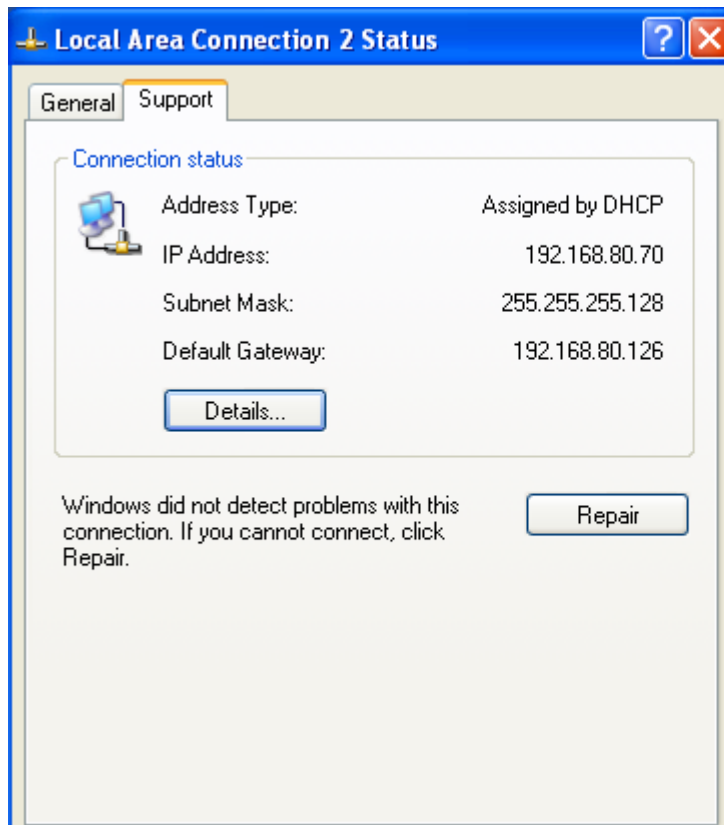 Local Area Connection 2 Status
General Support
Connection status
Address Type: Assigned by DHCP
IP Address: 192.168.80.70
Subnet Mask: 255.255.255.128
Default Gateway: 192.168.80.126
Details...
Windows did not detect problems with this
connection. If you cannot connect, click
Repair.
Repair